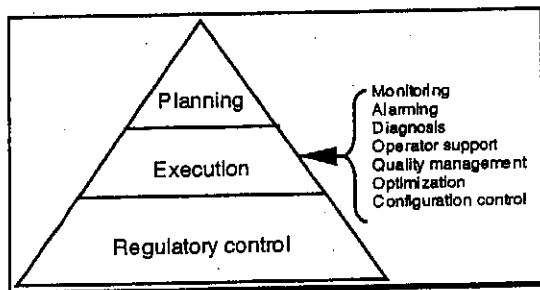 Planning
Execution
Regulatory control
Monitoring
Alarming
Diagnosis
Operator support
Quality management
Optimization
Configuration control